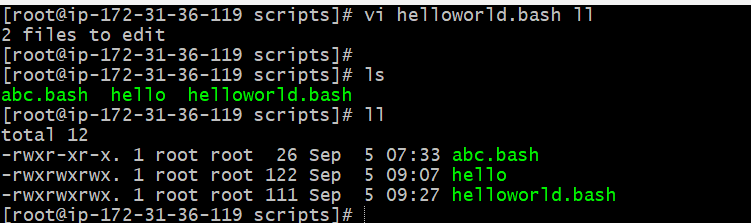 [root@ip-172-31-36-119 scripts]# vi helloworld.bash ll
2 files to edit
[root@ip-172-31-36-119 scripts]#
[root@ip-172-31-36-119 scripts]# ls
abc.bash  hello  helloworld.bash
[root@ip-172-31-36-119 scripts]# ll
total 12
-rwxr-xr-x. 1 root root  26 Sep  5 07:33 abc.bash
-rwxrwxrwx. 1 root root 122 Sep  5 09:07 hello
-rwxrwxrwx. 1 root root 111 Sep  5 09:27 helloworld.bash
[root@ip-172-31-36-119 scripts]#